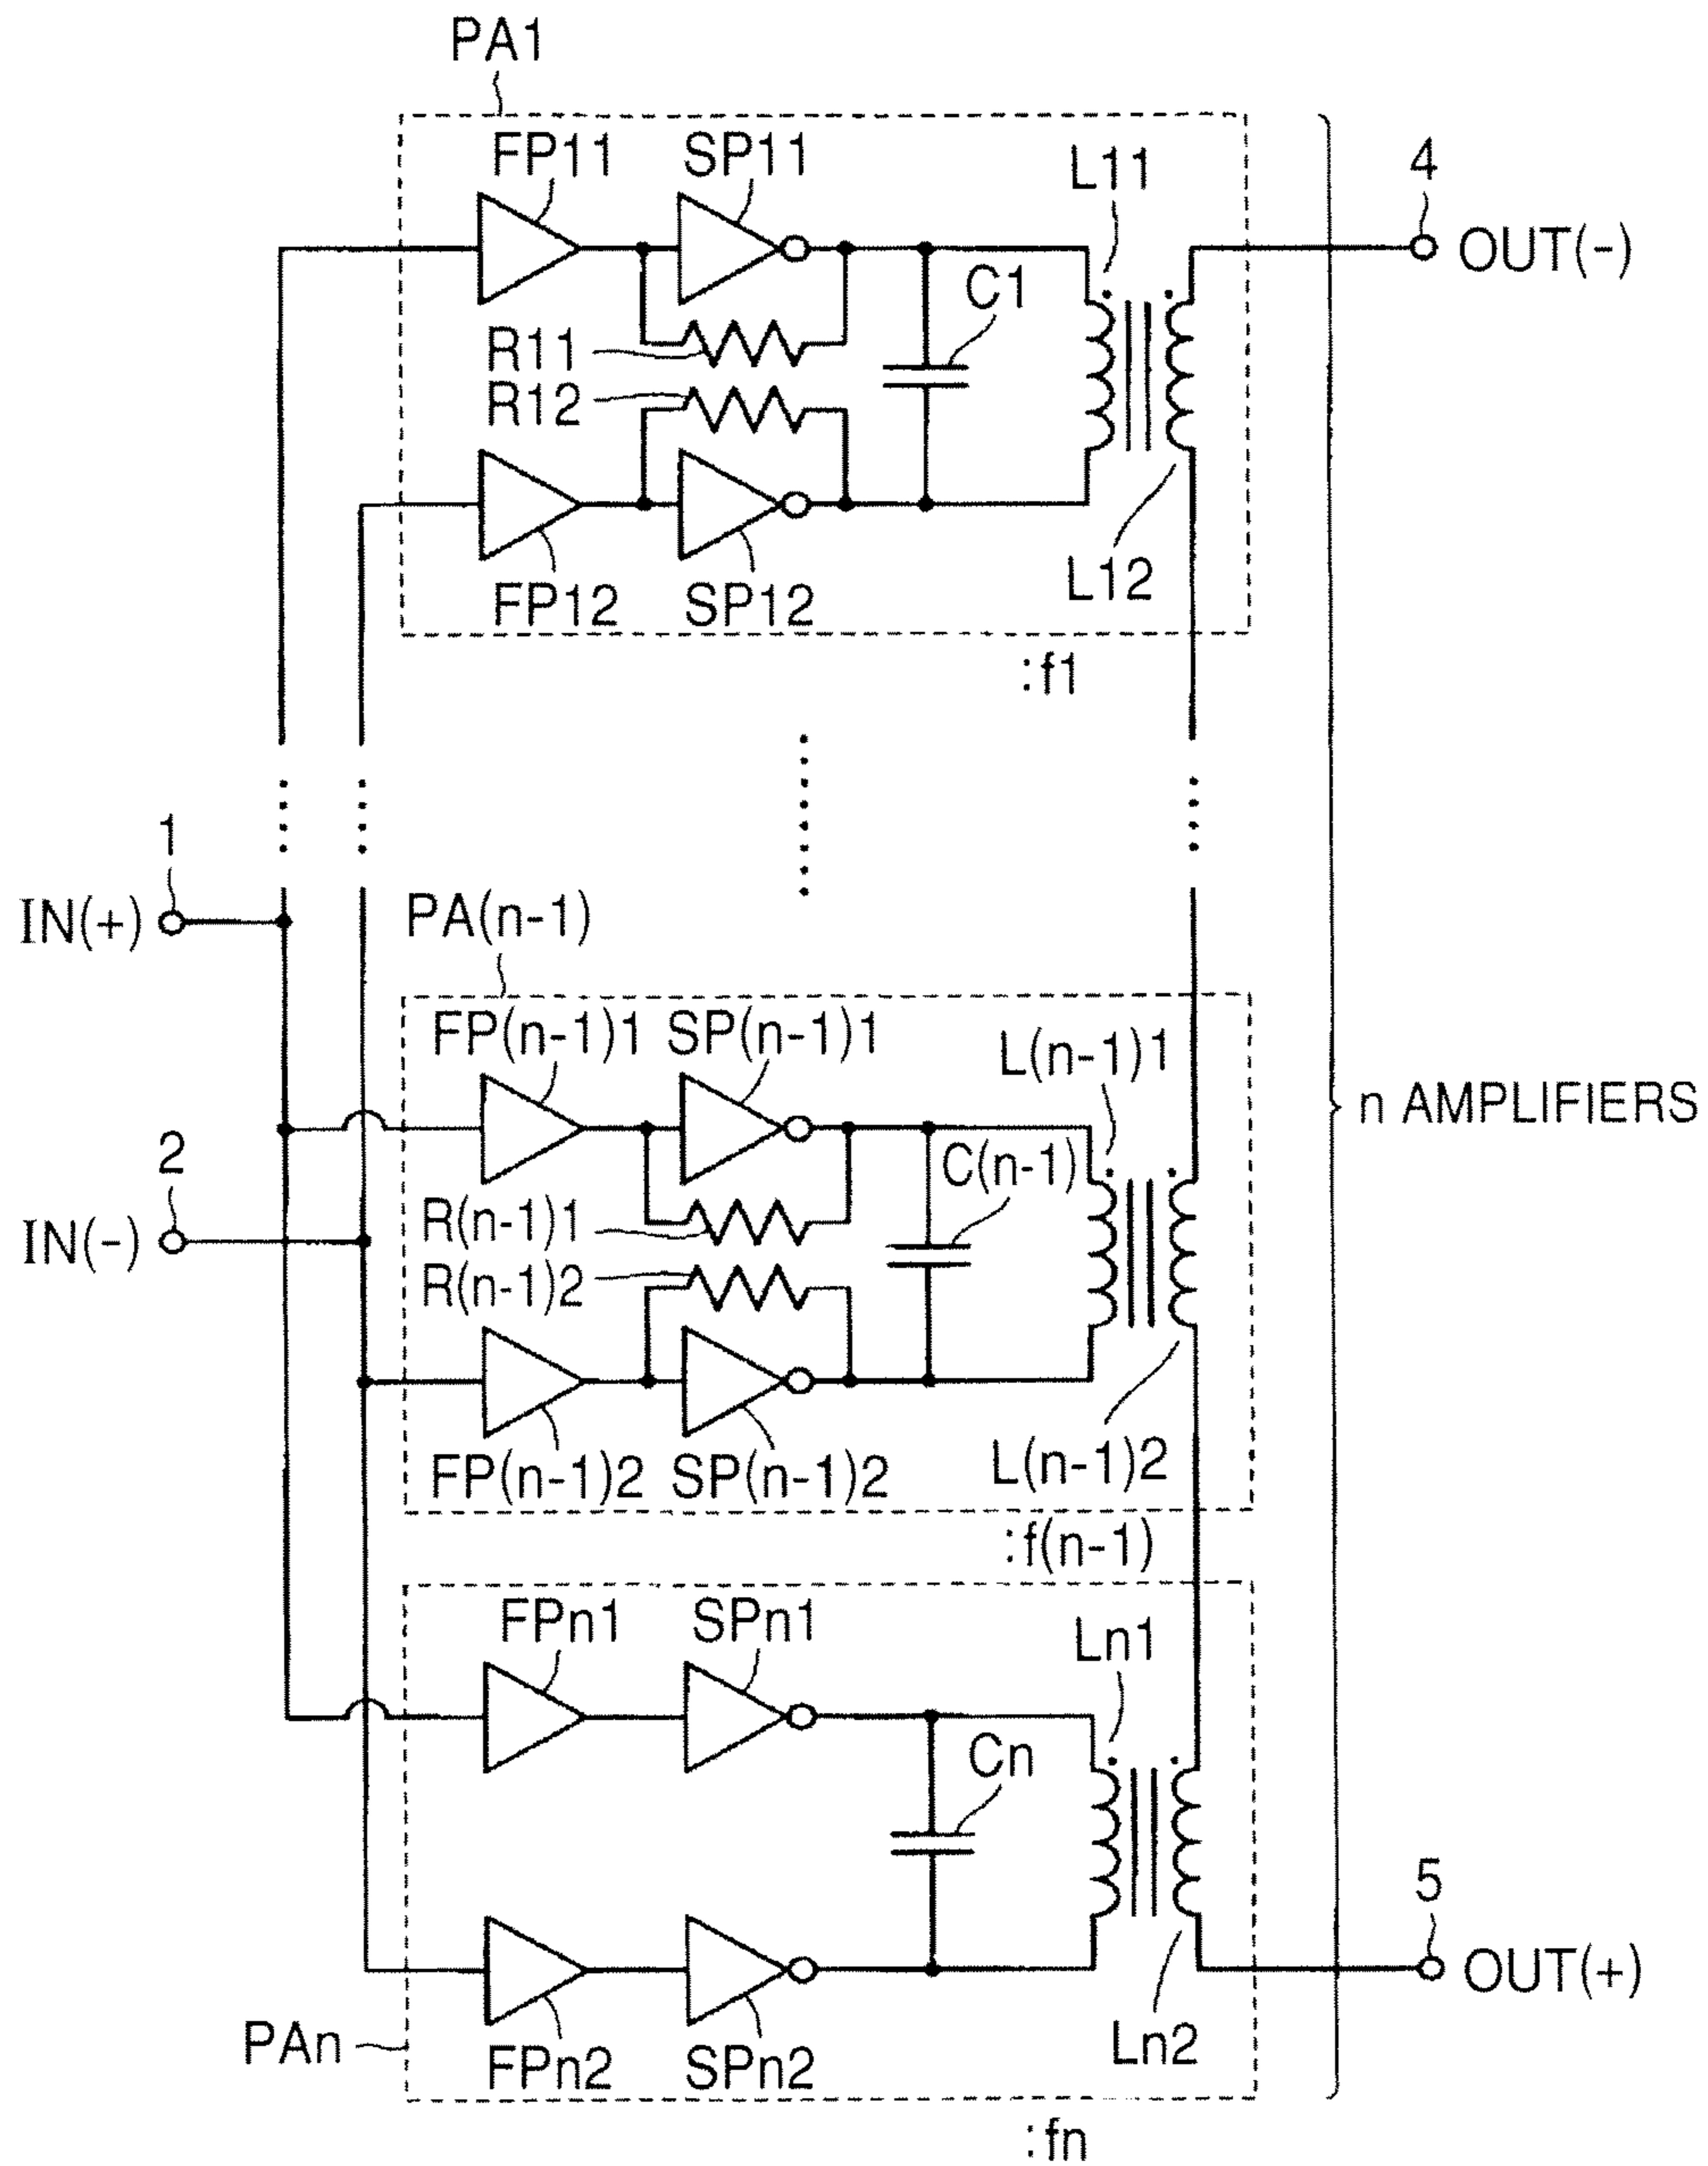 PA1
FP11 SP11
L11
4
OUT(-)
C1
R11
R12
L12
FP12 SP12
:f1
1
IN(+)
PA(n-1)
FP(n-1)1 SP(n-1)1
L(n-1)1
n AMPLIFIERS
2
IN(-)
C(n-1)
R(n-1)1
R(n-1)2
L(n-1)2
FP(n-1)2 SP(n-1)2
:f(n-1)
FPn1 SPn1
Ln1
Cn
5
OUT(+)
PAn
FPn2 SPn2
Ln2
:fn